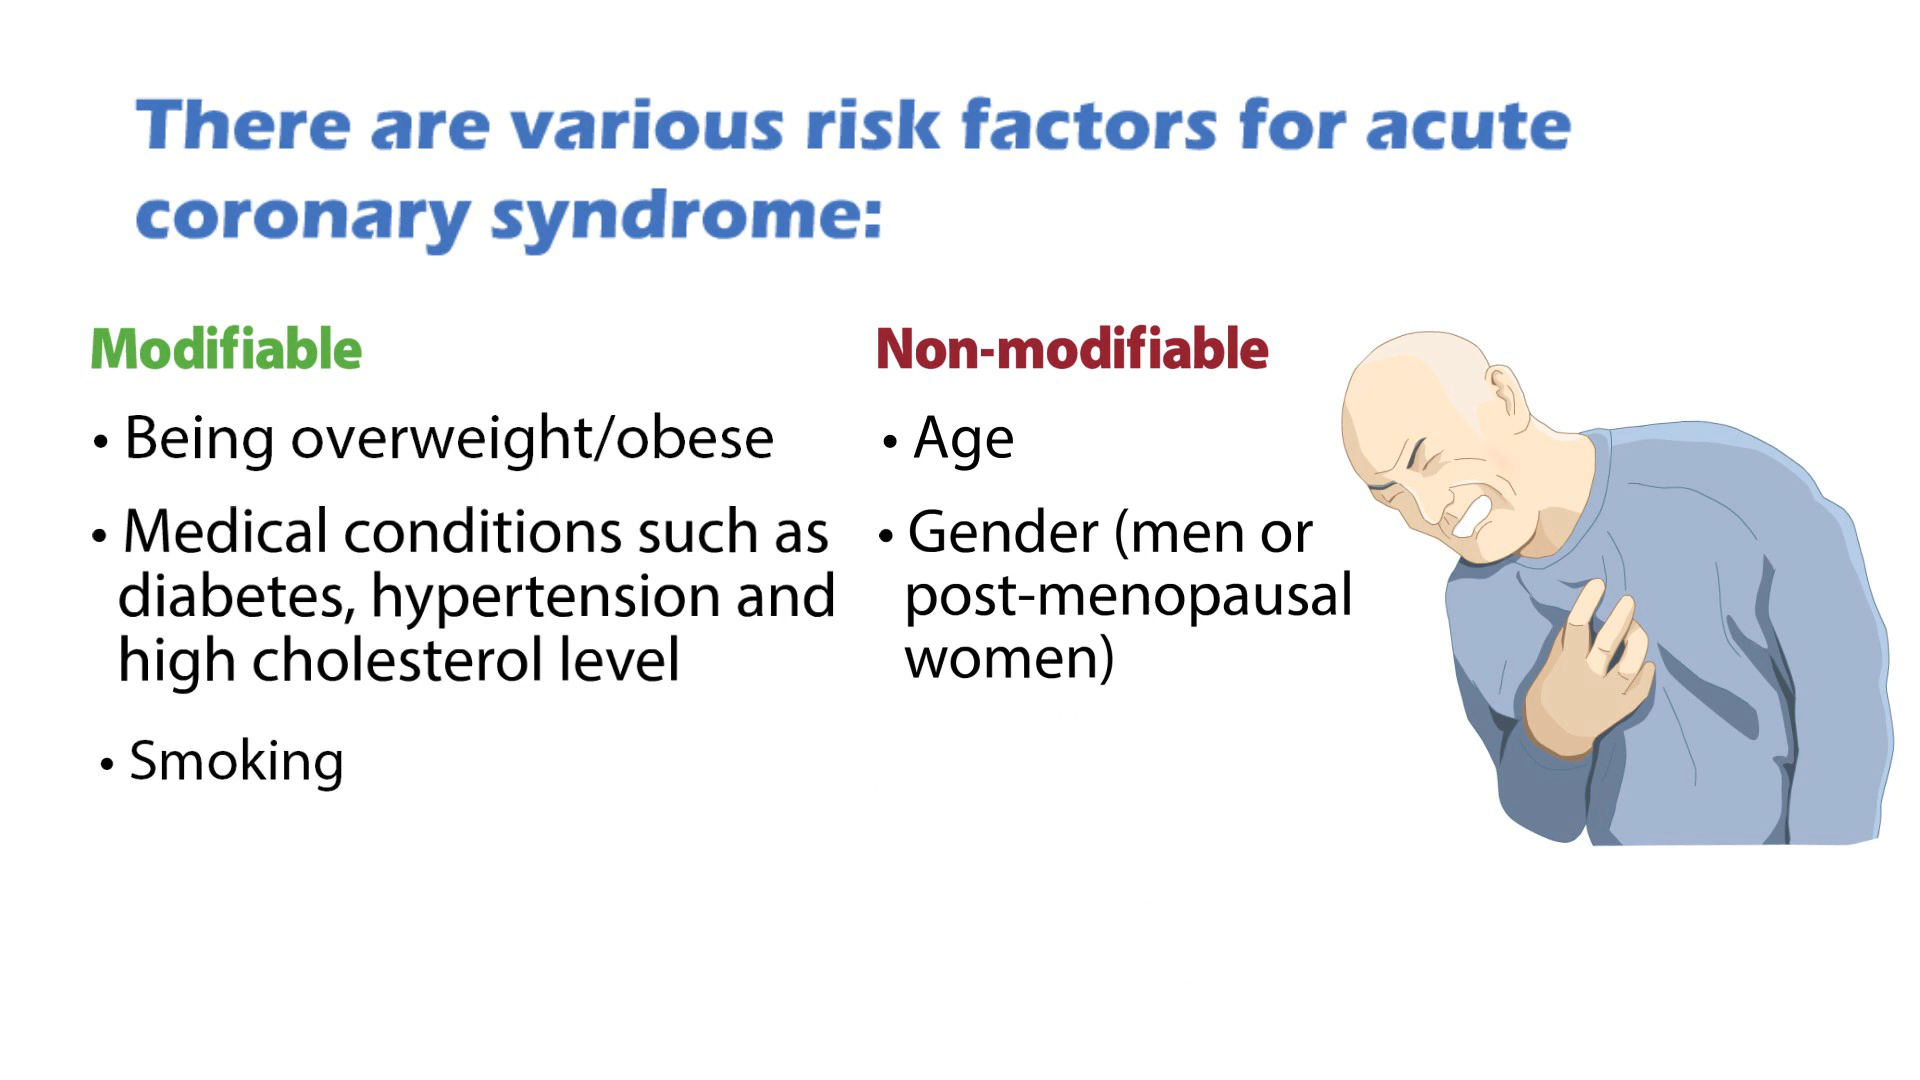 There are various risk factors for acute
coronary syndrome:
Modifiable
• Being overweight/obese
• Medical conditions such as
diabetes, hypertension and
high cholesterol level
• Smoking
Non-modifiable
• Age
• Gender (men or
post-menopausal
women)